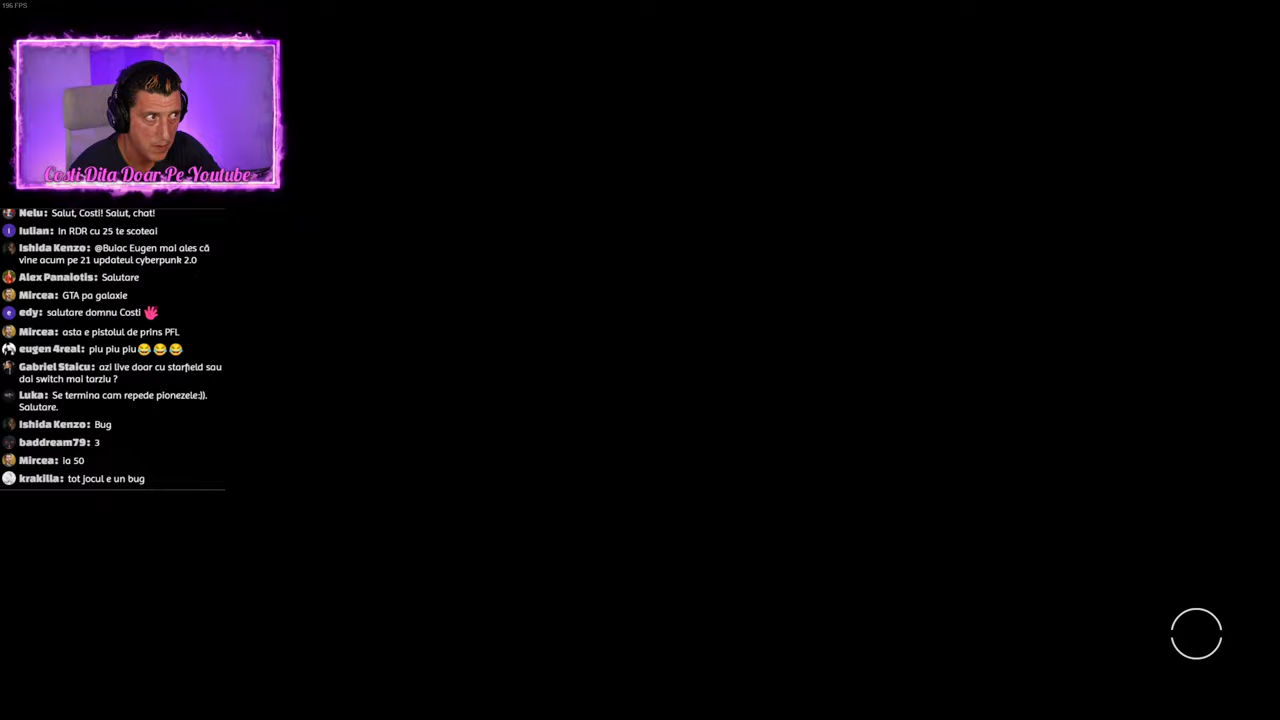 196 FPS
Costi Dita Doar Pe Youtube
Nelu: Salut, Costi! Salut, chat!
Iulian: In RDR cu 25 te scoteai
Ishida Kenzo: @Buiac Eugen mai ales că
vine acum pe 21 updateul cyberpunk 2.0
Alex Panaiotis: Salutare
Mircea: GTA pa galaxie
e edy: salutare domnu Costi
Mircea: asta e pistolul de prins PFL
eugen 4real: piu piu piu😂😂😂
Gabriel Staicu: azi live doar cu starfield sau
dai switch mai tarziu ?
Luka: Se termina cam repede pionezele:)).
Salutare.
Ishida Kenzo: Bug
baddream79: 3
Mircea: ia 50
krakilla: tot jocul e un bug